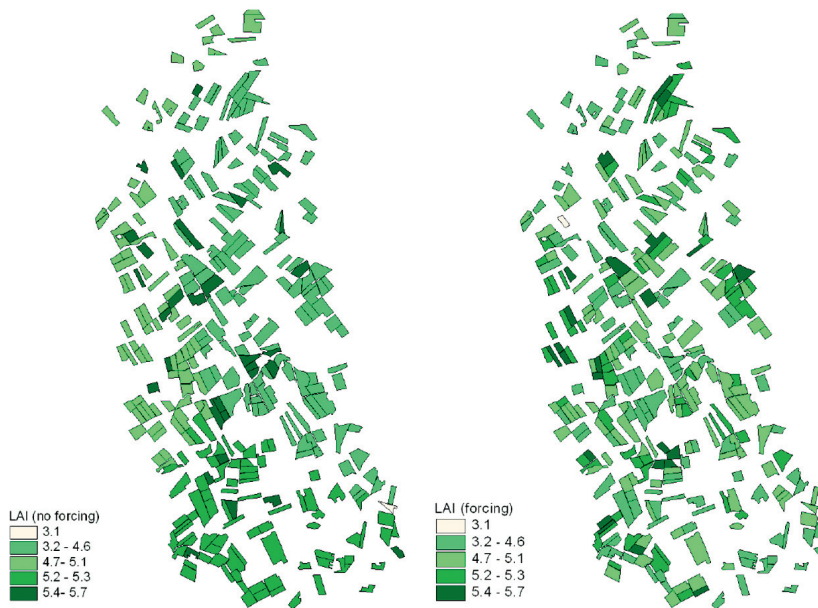 LAI (no forcing)
3.1
3.2 - 4.6
4.7- 5.1
5.2 - 5.3
5.4- 5.7
LAI (forcing)
3.1
3.2 - 4.6
4.7 - 5.1
5.2 - 5.3
5.4 - 5.7